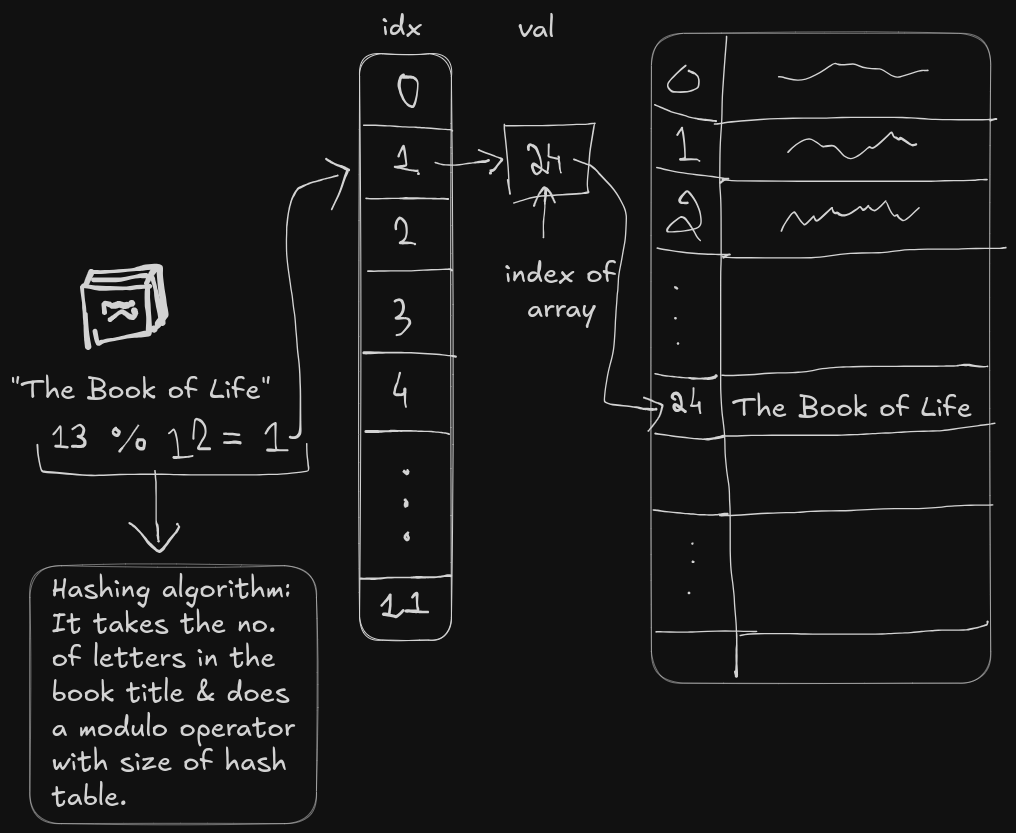 idx
val
0
1
2
3
4
11
24
index of
array
"The Book of Life"
13 % 12 = 1
Hashing algorithm:
It takes the no.
of letters in the
book title & does
a modulo operator
with size of hash
table.
0
1
2
24 The Book of Life